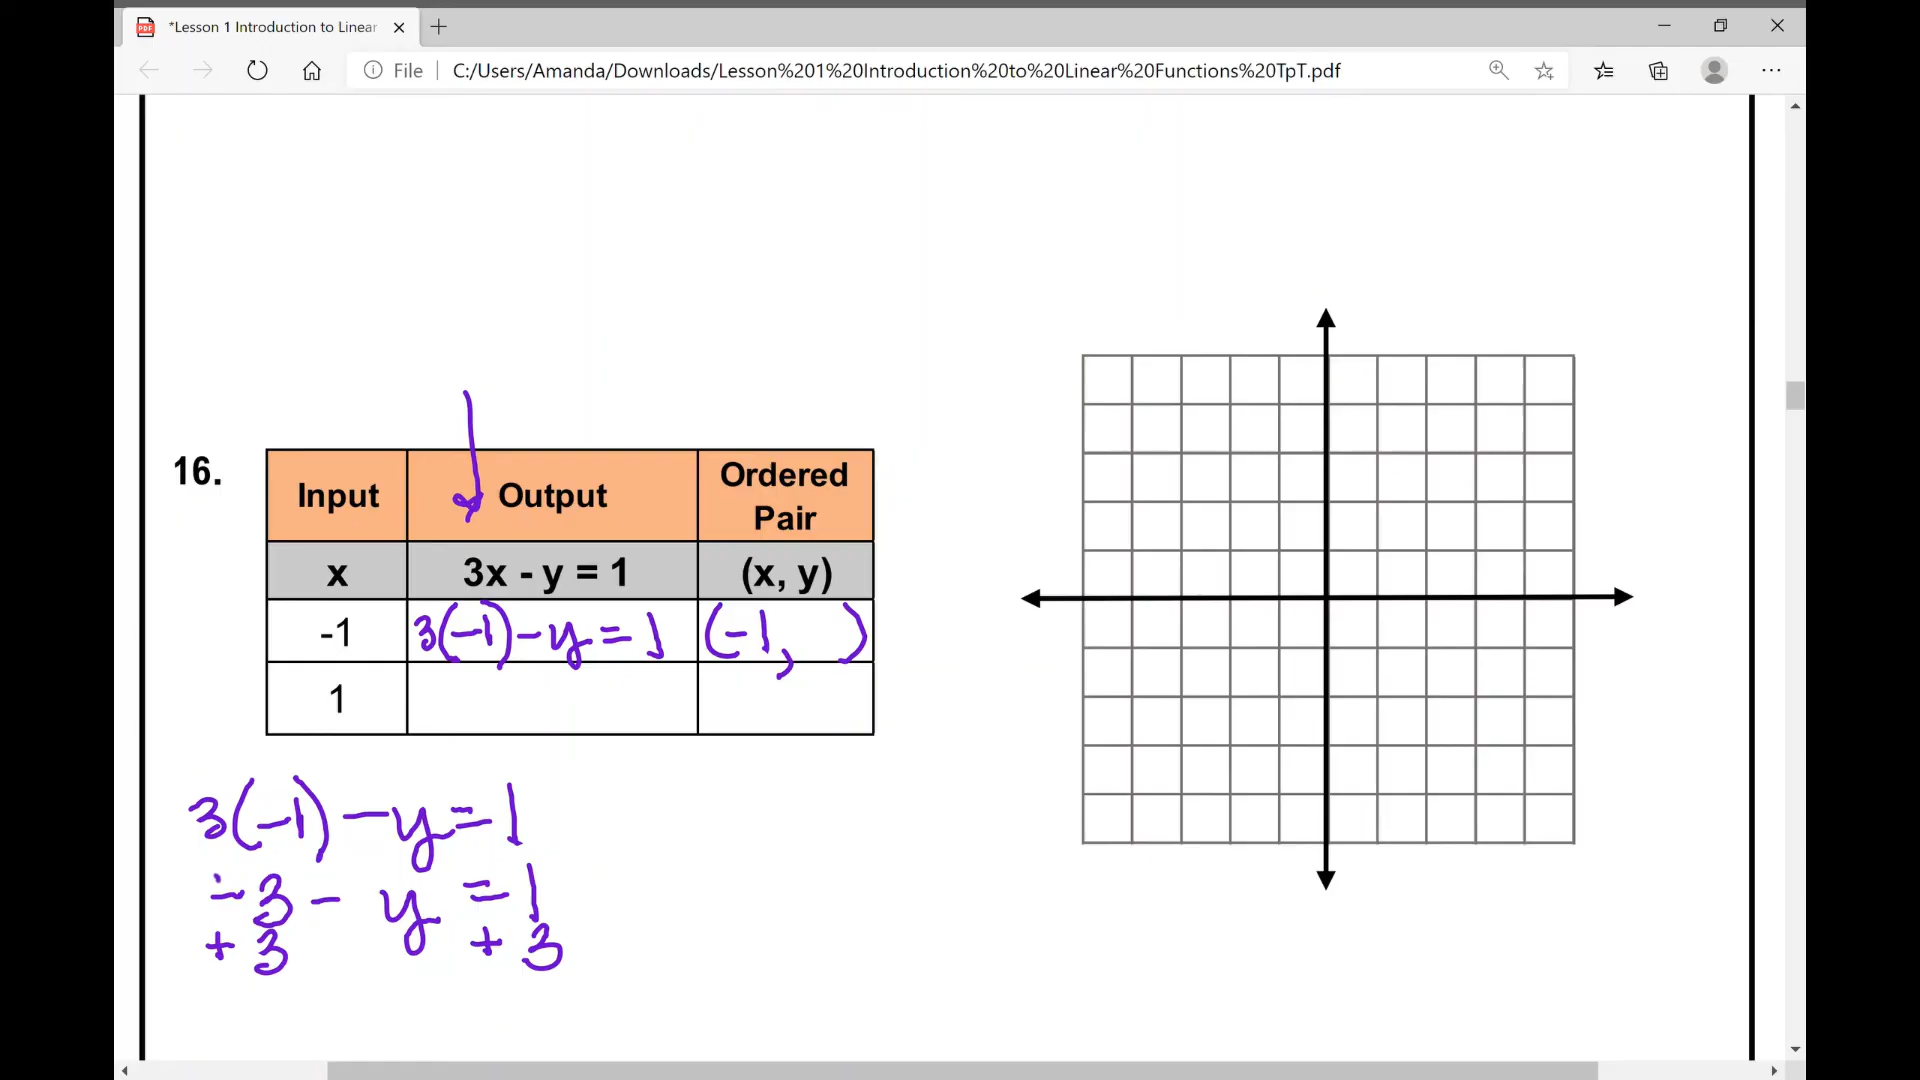 *Lesson 1 Introduction to Linear
File
C:/Users/Amanda/Downloads/Lesson%201%20Introduction%20to%20Linear%20Functions%20TpT.pdf
16.
Input Output Ordered Pair
x 3x - y = 1 (x, y)
-1 3(-1)-y=1 (-1, )
1
3(-1)-y=1
-3 - y = 1
+3 +3